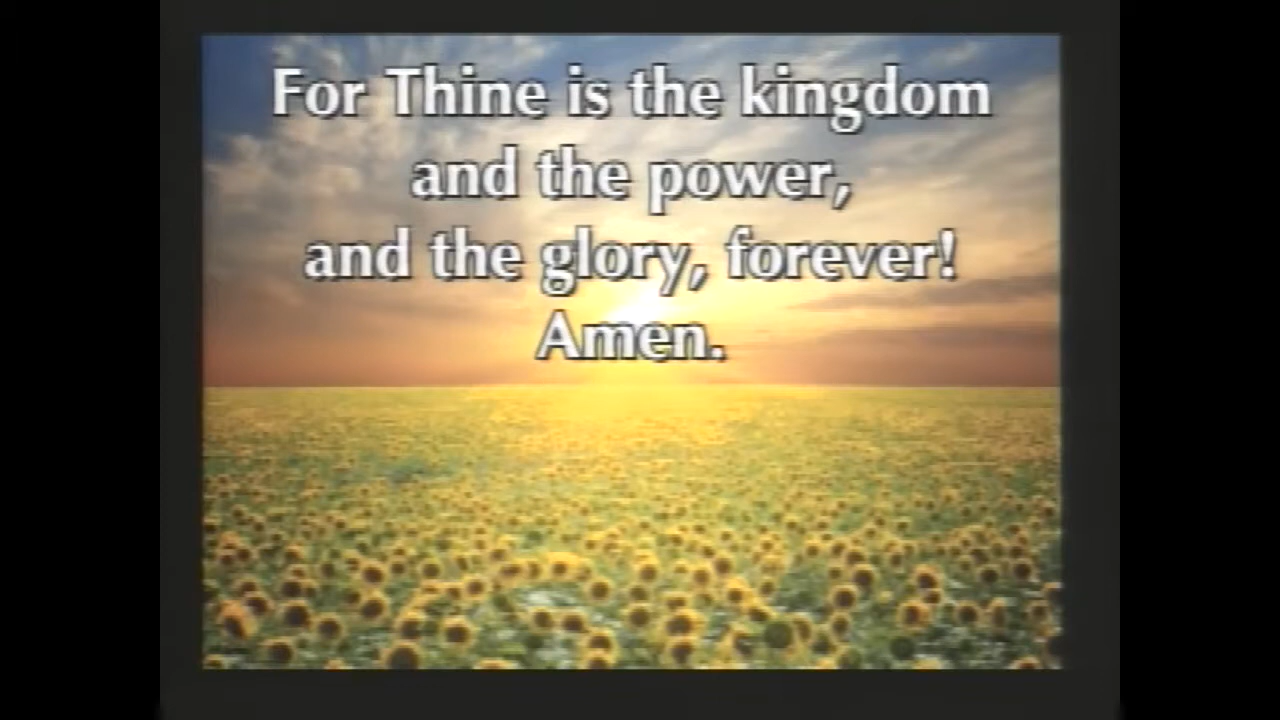 For Thine is the kingdom
and the power,
and the glory, forever!
Amen.